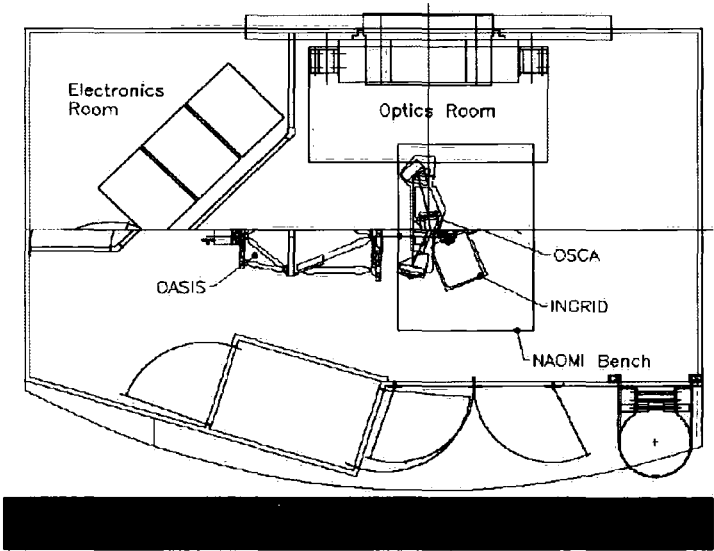 Electronics
Room
Optics Room
OSCA
OASIS
INGRID
NAOMI Bench